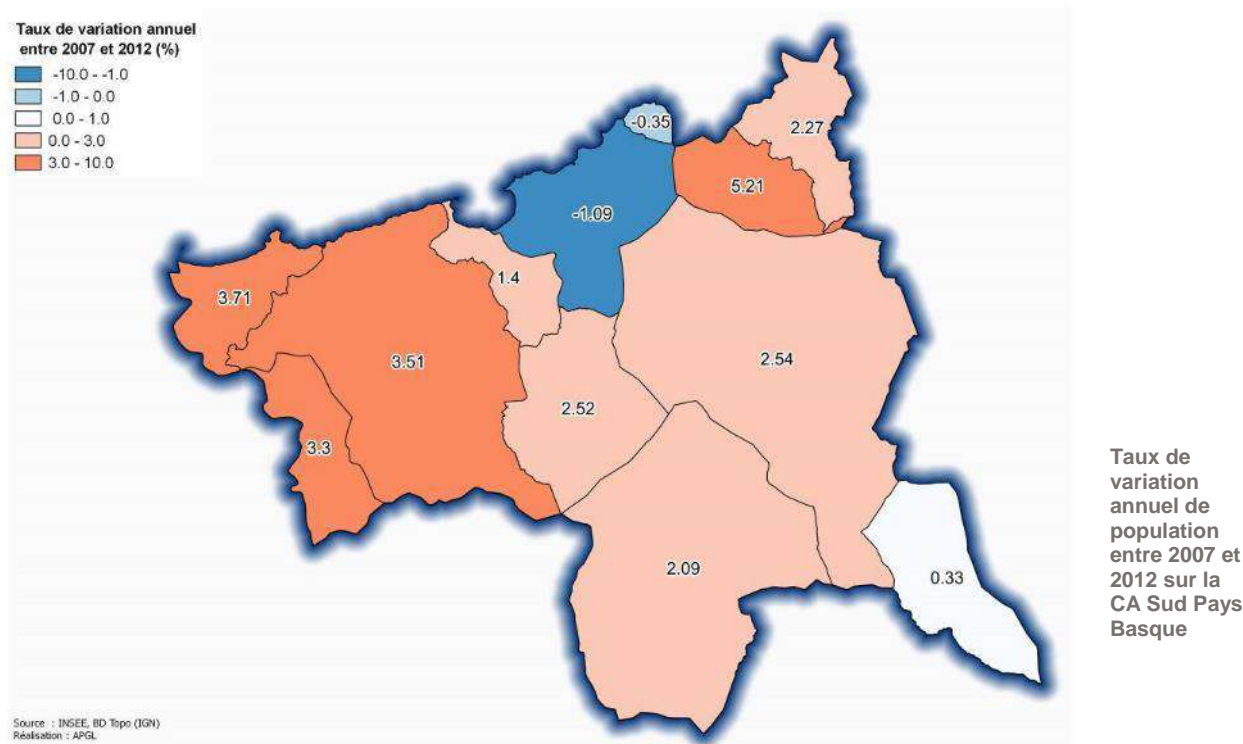 Taux de variation annuel
entre 2007 et 2012 (%)
-10.0 - -1.0
-1.0 - 0.0
0.0 - 1.0
0.0 - 3.0
3.0 - 10.0
-0.35
2.27
5.21
-1.09
1.4
3.71
3.51
2.54
2.52
3.3
2.09
0.33
Taux de
variation
annuel de
population
entre 2007 et
2012 sur la
CA Sud Pays
Basque
Source : INSEE, BD Topo (IGN)
Réalisation : APGL